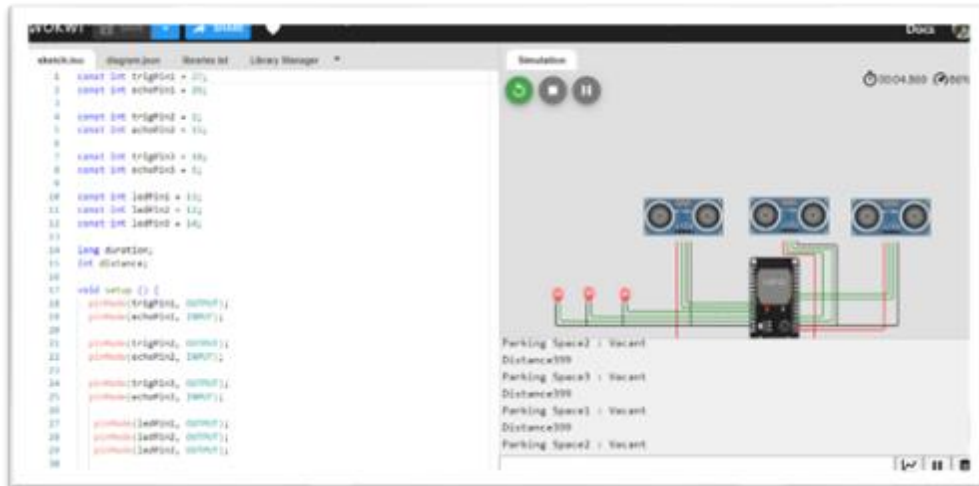 WOKWI
Docs
sketch.ino diagram.json libraries.txt Library Manager
Simulation
1 const int trigPin1 =
2 const int echoPin1 =
3
4 const int trigPin2 =
5 const int echoPin2 = 15;
6
7 const int trigPin3 =
8 const int echoPin3 = 5;
9
10 const int ledPin1 = 13;
11 const int ledPin2 = 12;
12 const int ledPin3 = 14;
13
14 long duration;
15 int distance;
16
17 void setup () {
18 pinMode(trigPin1, OUTPUT);
19 pinMode(echoPin1, INPUT);
20
21 pinMode(trigPin2, OUTPUT);
22 pinMode(echoPin2, INPUT);
23
24 pinMode(trigPin3, OUTPUT);
25 pinMode(echoPin3, INPUT);
26
27 pinMode(ledPin1, OUTPUT);
28 pinMode(ledPin2, OUTPUT);
29 pinMode(ledPin3, OUTPUT);
30
Parking Space2 : Vacant
Distance399
Parking Space3 : Vacant
Distance399
Parking Space1 : Vacant
Distance399
Parking Space2 : Vacant